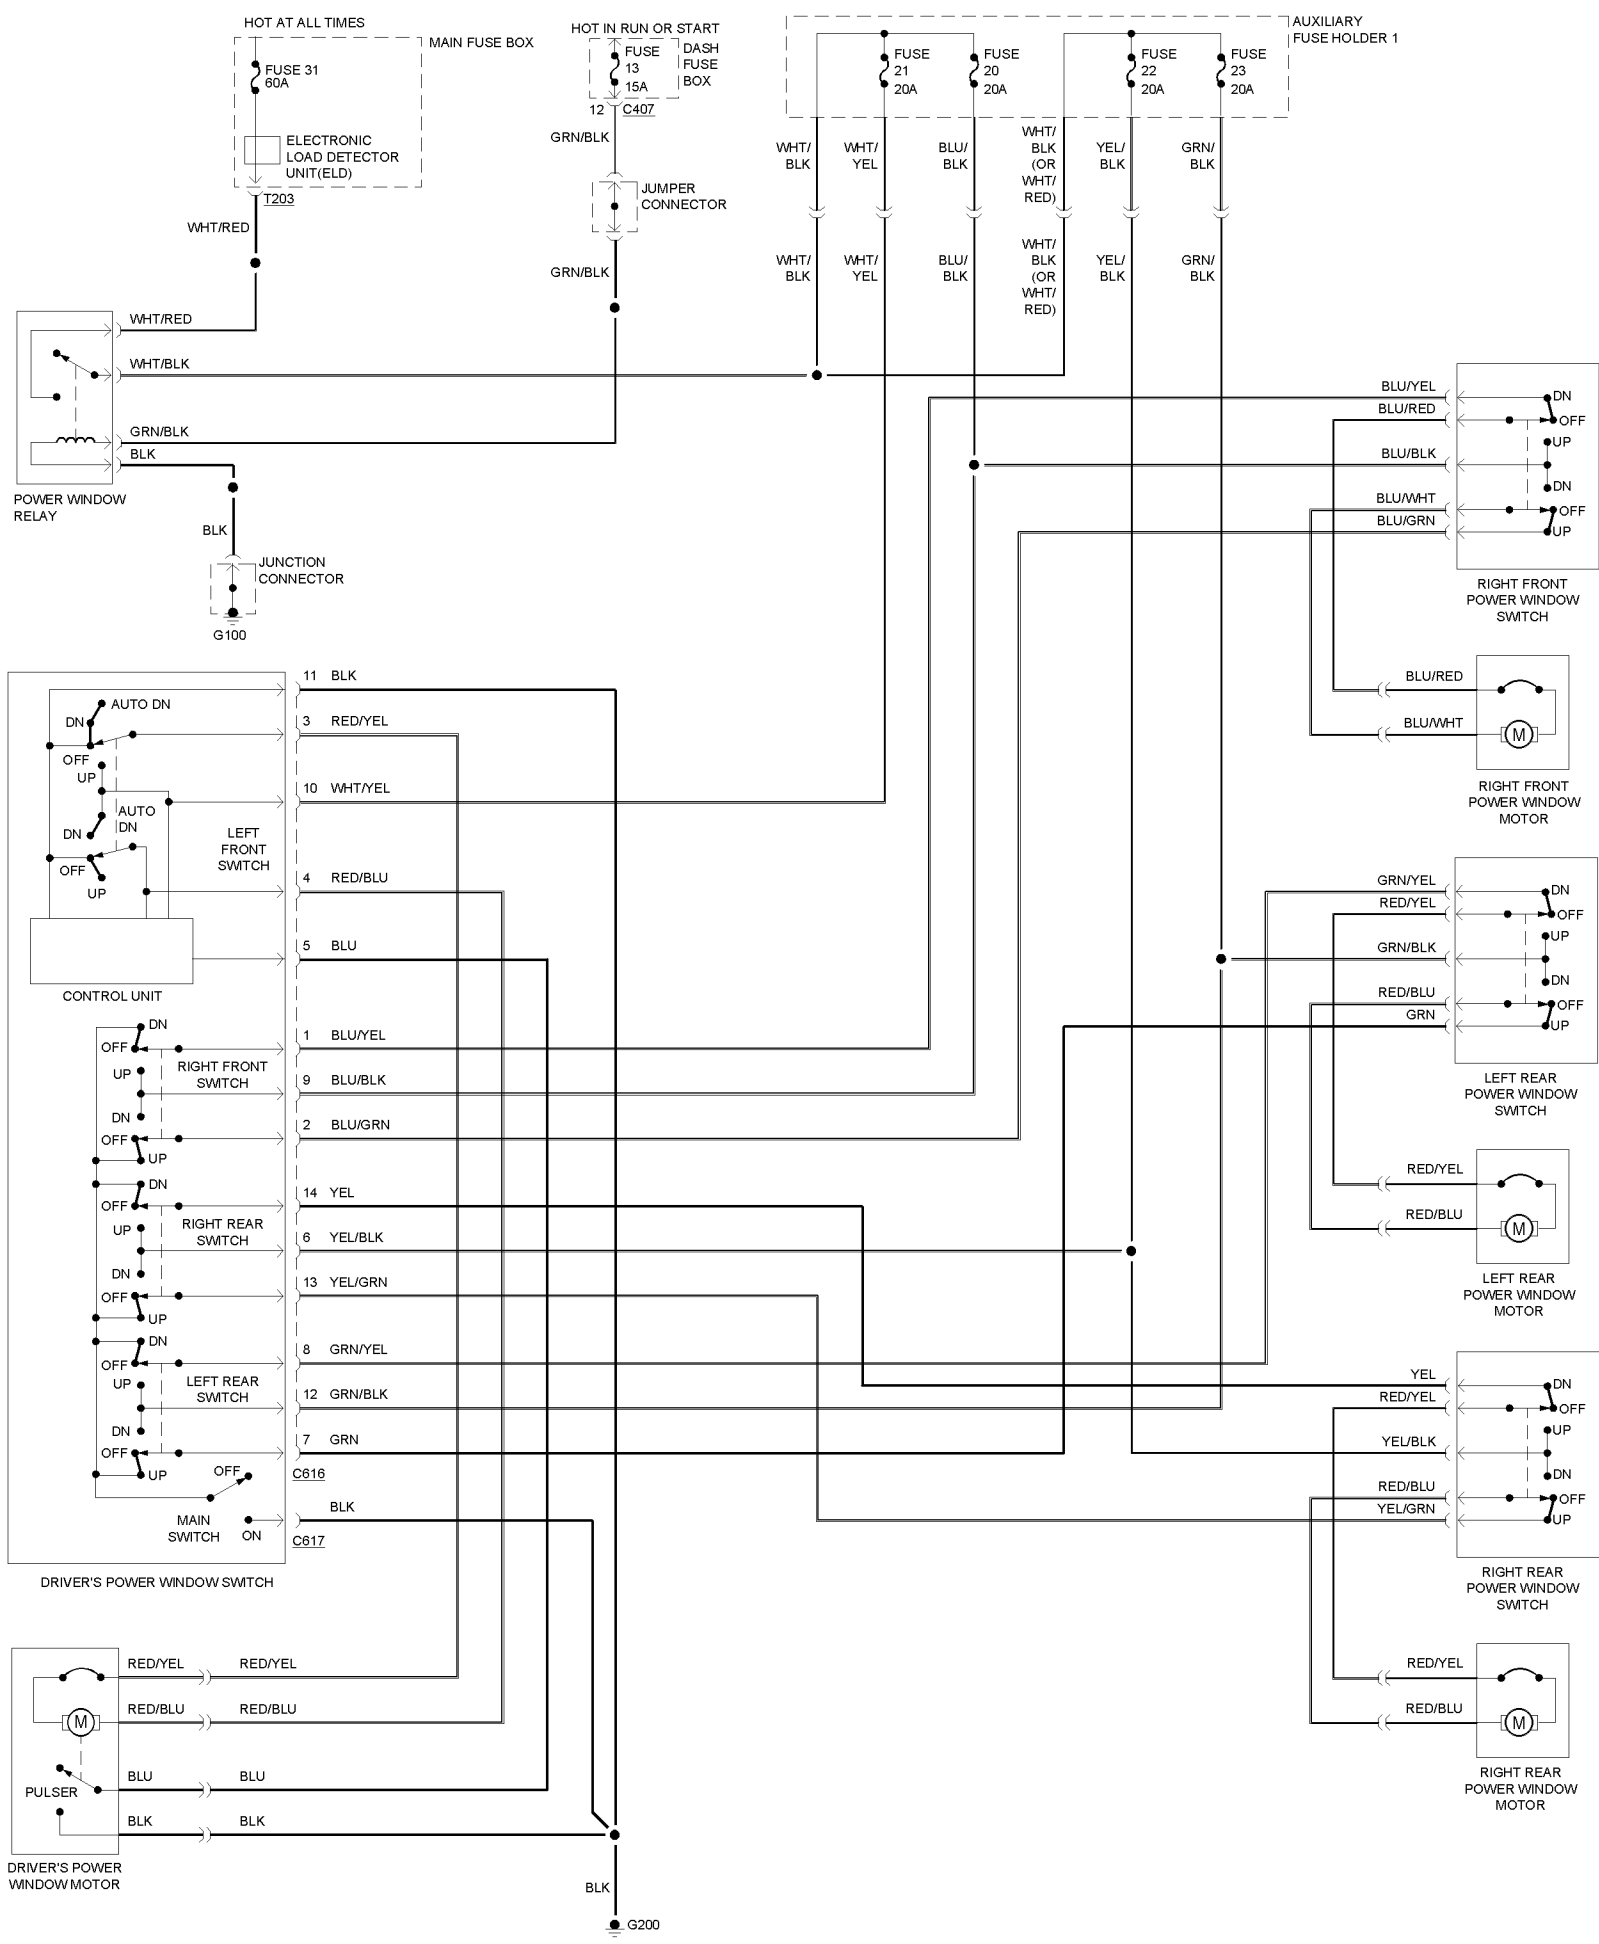 HOT AT ALL TIMES
MAIN FUSE BOX
FUSE 31
60A
ELECTRONIC
LOAD DETECTOR
UNIT(ELD)
T203
WHT/RED
HOT IN RUN OR START
FUSE
13
15A
DASH
FUSE
BOX
12
C407
GRN/BLK
JUMPER
CONNECTOR
GRN/BLK
AUXILIARY
FUSE HOLDER 1
FUSE
21
20A
FUSE
20
20A
FUSE
22
20A
FUSE
23
20A
WHT/
BLK
WHT/
YEL
BLU/
BLK
WHT/
BLK
(OR
WHT/
RED)
YEL/
BLK
GRN/
BLK
WHT/
BLK
WHT/
YEL
BLU/
BLK
WHT/
BLK
(OR
WHT/
RED)
YEL/
BLK
GRN/
BLK
WHT/RED
WHT/BLK
GRN/BLK
BLK
POWER WINDOW
RELAY
BLK
JUNCTION
CONNECTOR
G100
BLU/YEL
BLU/RED
BLU/BLK
BLU/WHT
BLU/GRN
DN
OFF
UP
DN
OFF
UP
RIGHT FRONT
POWER WINDOW
SWITCH
BLU/RED
BLU/WHT
M
RIGHT FRONT
POWER WINDOW
MOTOR
11 BLK
AUTO DN
DN
3 RED/YEL
OFF
UP
10 WHT/YEL
AUTO
DN
DN
LEFT
FRONT
SWITCH
OFF
4 RED/BLU
UP
5 BLU
CONTROL UNIT
DN
1 BLU/YEL
OFF
RIGHT FRONT
SWITCH
UP
9 BLU/BLK
DN
2 BLU/GRN
OFF
UP
DN
14 YEL
OFF
RIGHT REAR
SWITCH
UP
6 YEL/BLK
DN
13 YEL/GRN
OFF
UP
DN
8 GRN/YEL
OFF
LEFT REAR
SWITCH
UP
12 GRN/BLK
DN
7 GRN
OFF
UP
OFF
C616
BLK
MAIN
SWITCH
ON
C617
DRIVER'S POWER WINDOW SWITCH
GRN/YEL
RED/YEL
GRN/BLK
RED/BLU
GRN
DN
OFF
UP
DN
OFF
UP
LEFT REAR
POWER WINDOW
SWITCH
RED/YEL
RED/BLU
M
LEFT REAR
POWER WINDOW
MOTOR
YEL
RED/YEL
YEL/BLK
RED/BLU
YEL/GRN
DN
OFF
UP
DN
OFF
UP
RIGHT REAR
POWER WINDOW
SWITCH
RED/YEL
RED/BLU
M
RIGHT REAR
POWER WINDOW
MOTOR
RED/YEL RED/YEL
RED/BLU RED/BLU
M
BLU BLU
PULSER
BLK BLK
DRIVER'S POWER
WINDOW MOTOR
BLK
G200